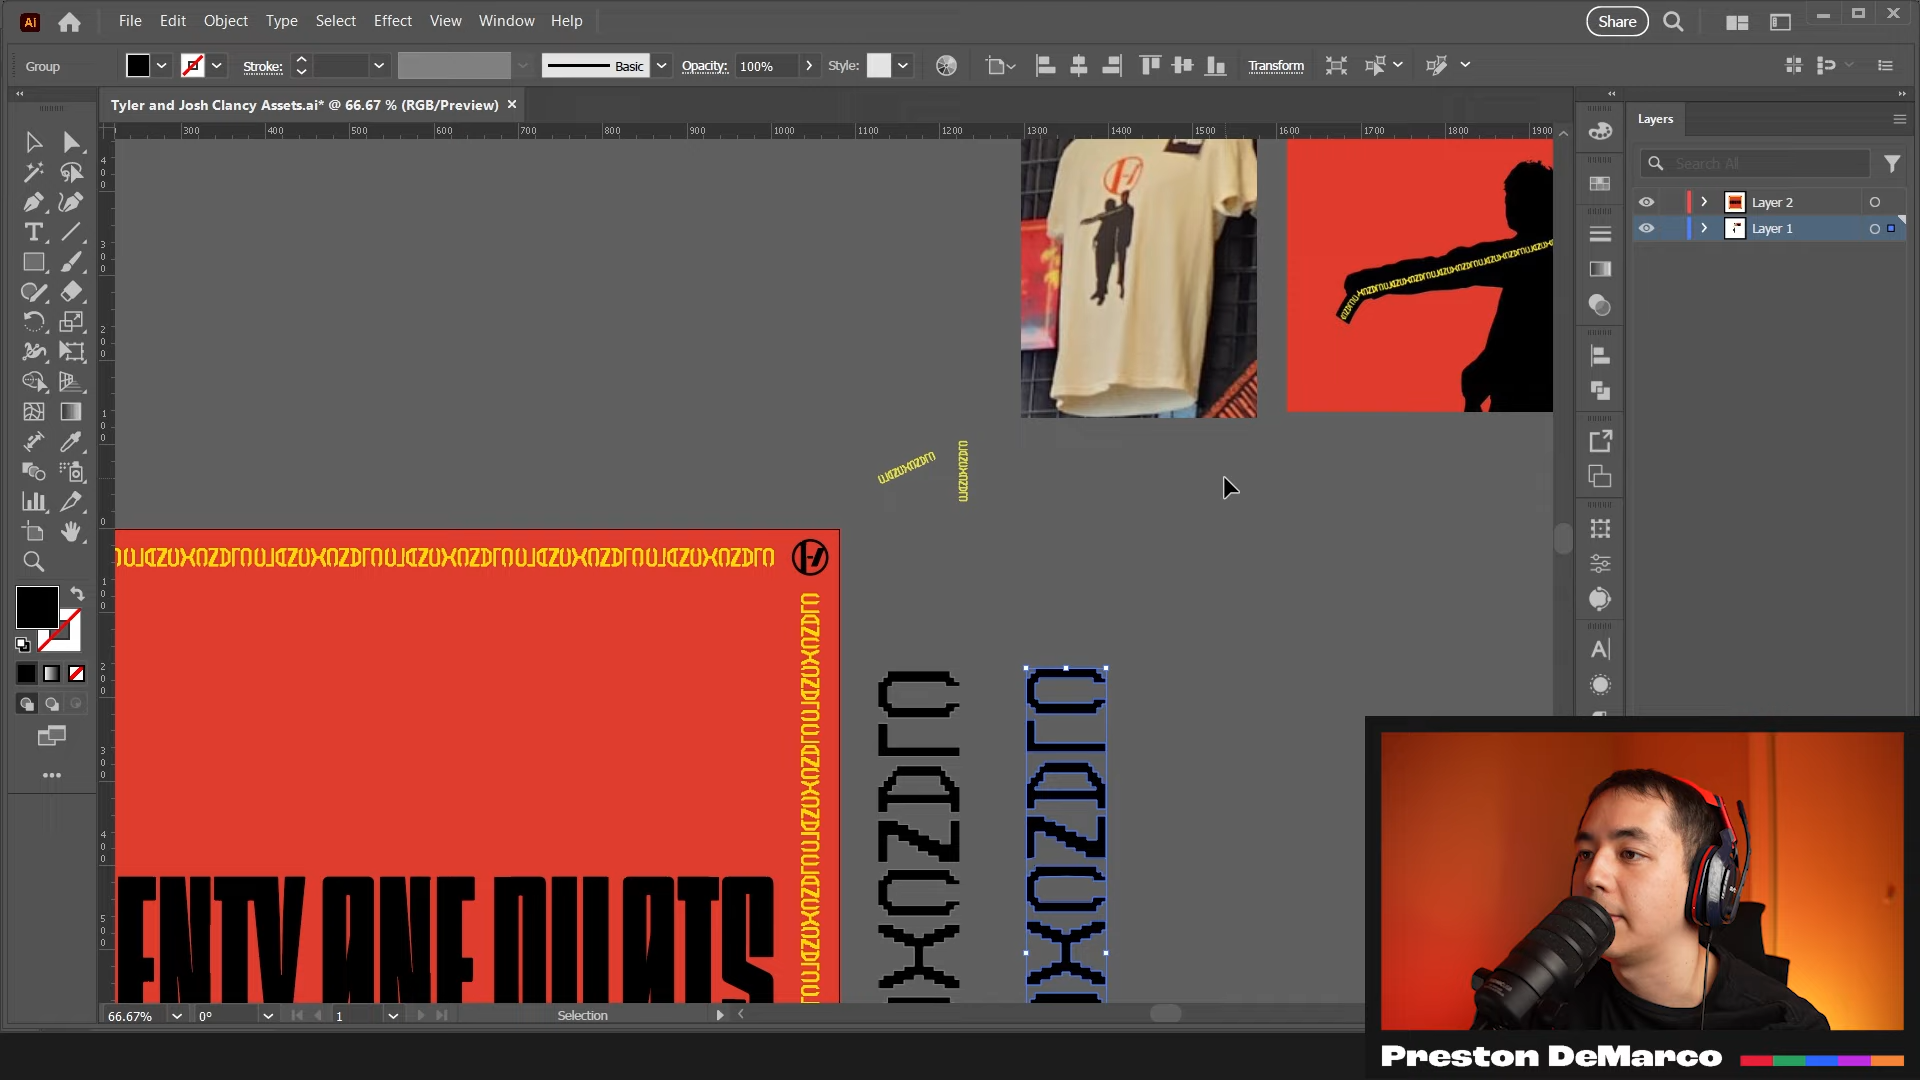 File Edit Object Type Select Effect View Window Help
Share
Group
Stroke:
Basic
Opacity:
100%
Style:
Transform
Tyler and Josh Clancy Assets.ai* @ 66.67 % (RGB/Preview)
Layers
300 400 500 600 700 800 900 1000 1100 1200 1300 1400 1500 1600 1700 1800 1900
Search All
Layer 2
Layer 1
ENTY ONE PILOTS
66.67%
0°
1
Selection
Preston DeMarco